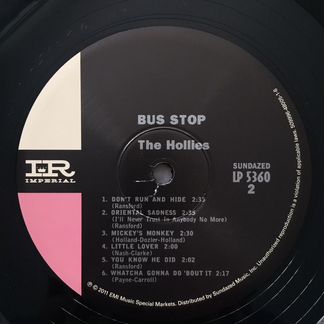 BUS STOP
The Hollies
IR
IMPERIAL
SUNDAZED
LP 5360
2
1. DON'T RUN AND HIDE 2:35
(Ransford)
2. ORIENTAL SADNESS 2:35
(I'll Never Trust In Anybody No More)
(Ransford)
3. MICKEY'S MONKEY 2:30
(Holland-Dozier-Holland)
4. LITTLE LOVER 2:00
(Nash-Clarke)
5. YOU KNOW HE DID 2:02
(Ransford)
6. WHATCHA GONNA DO 'BOUT IT 2:17
(Payne-Carroll)
℗ © 2011 EMI Music Special Markets. Distributed by Sundazed Music, Inc. Unauthorized reproduction is a violation of applicable laws.